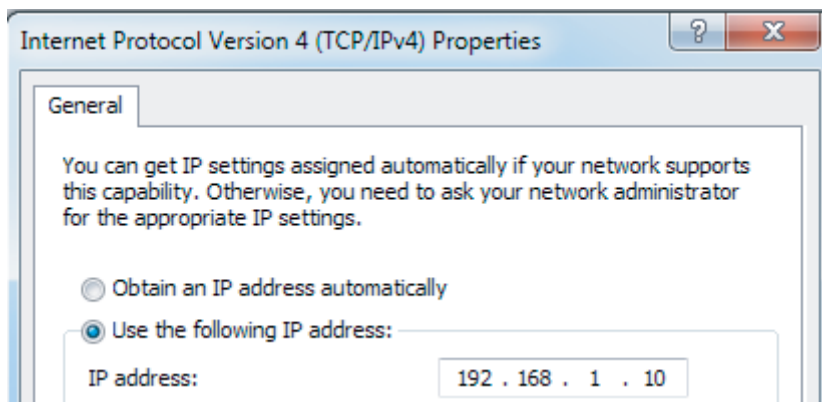 Internet Protocol Version 4 (TCP/IPv4) Properties
?
X
General
You can get IP settings assigned automatically if your network supports
this capability. Otherwise, you need to ask your network administrator
for the appropriate IP settings.
Obtain an IP address automatically
Use the following IP address:
IP address: 192 . 168 . 1 . 10